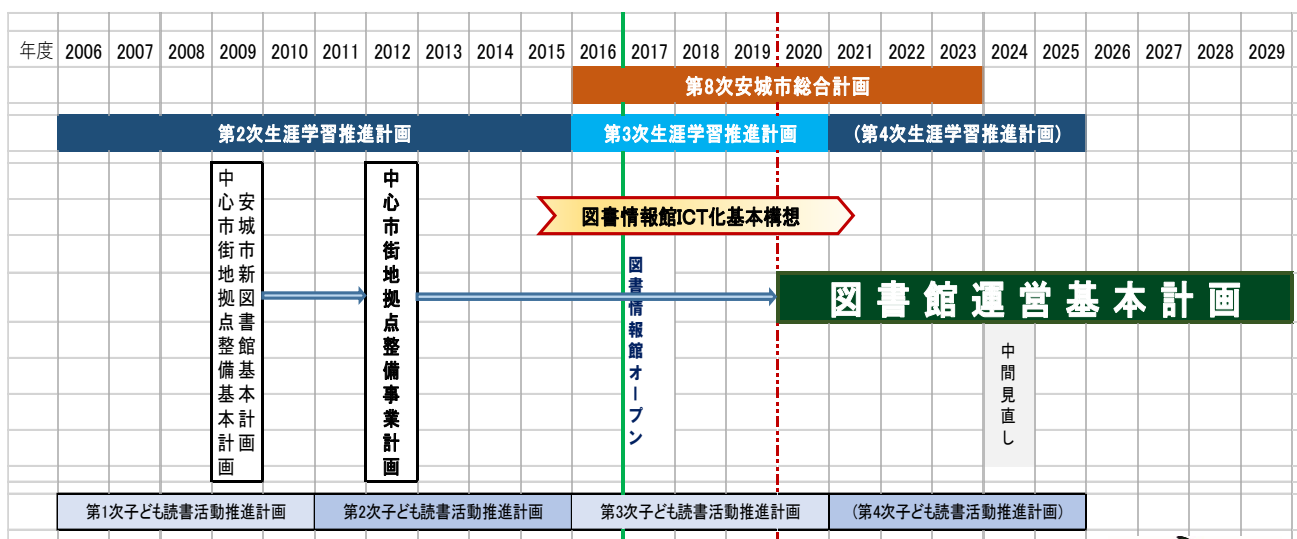 年度 2006 2007 2008 2009 2010 2011 2012 2013 2014 2015 2016 2017 2018 2019 2020 2021 2022 2023 2024 2025 2026 2027 2028 2029
第8次安城市総合計画
第2次生涯学習推進計画 第3次生涯学習推進計画 (第4次生涯学習推進計画)
安城市新図書館基本計画
中心市街地拠点整備基本計画
中心市街地拠点整備事業計画
図書情報館ICT化基本構想
図書情報館オープン
図書館運営基本計画
中間見直し
第1次子ども読書活動推進計画 第2次子ども読書活動推進計画 第3次子ども読書活動推進計画 (第4次子ども読書活動推進計画)